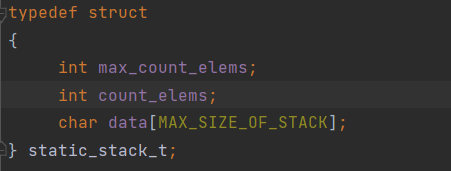 typedef struct
{
    int max_count_elems;
    int count_elems;
    char data[MAX_SIZE_OF_STACK];
} static_stack_t;